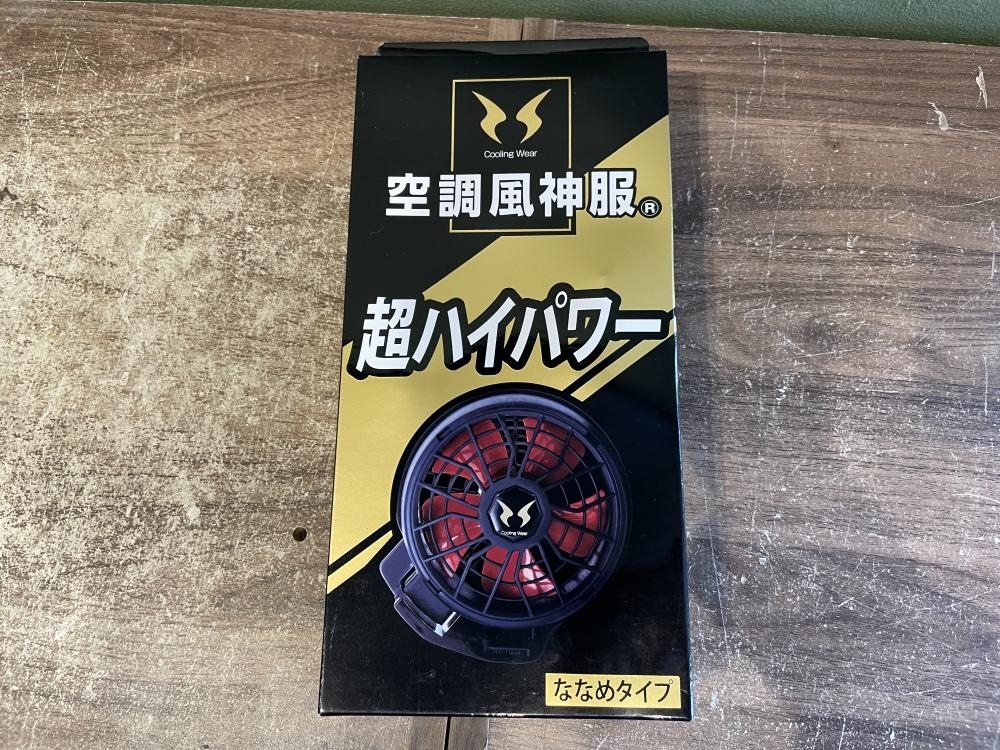 Cooling Wear
空調風神服®
超ハイパワー
Cooling Wear
ななめタイプ